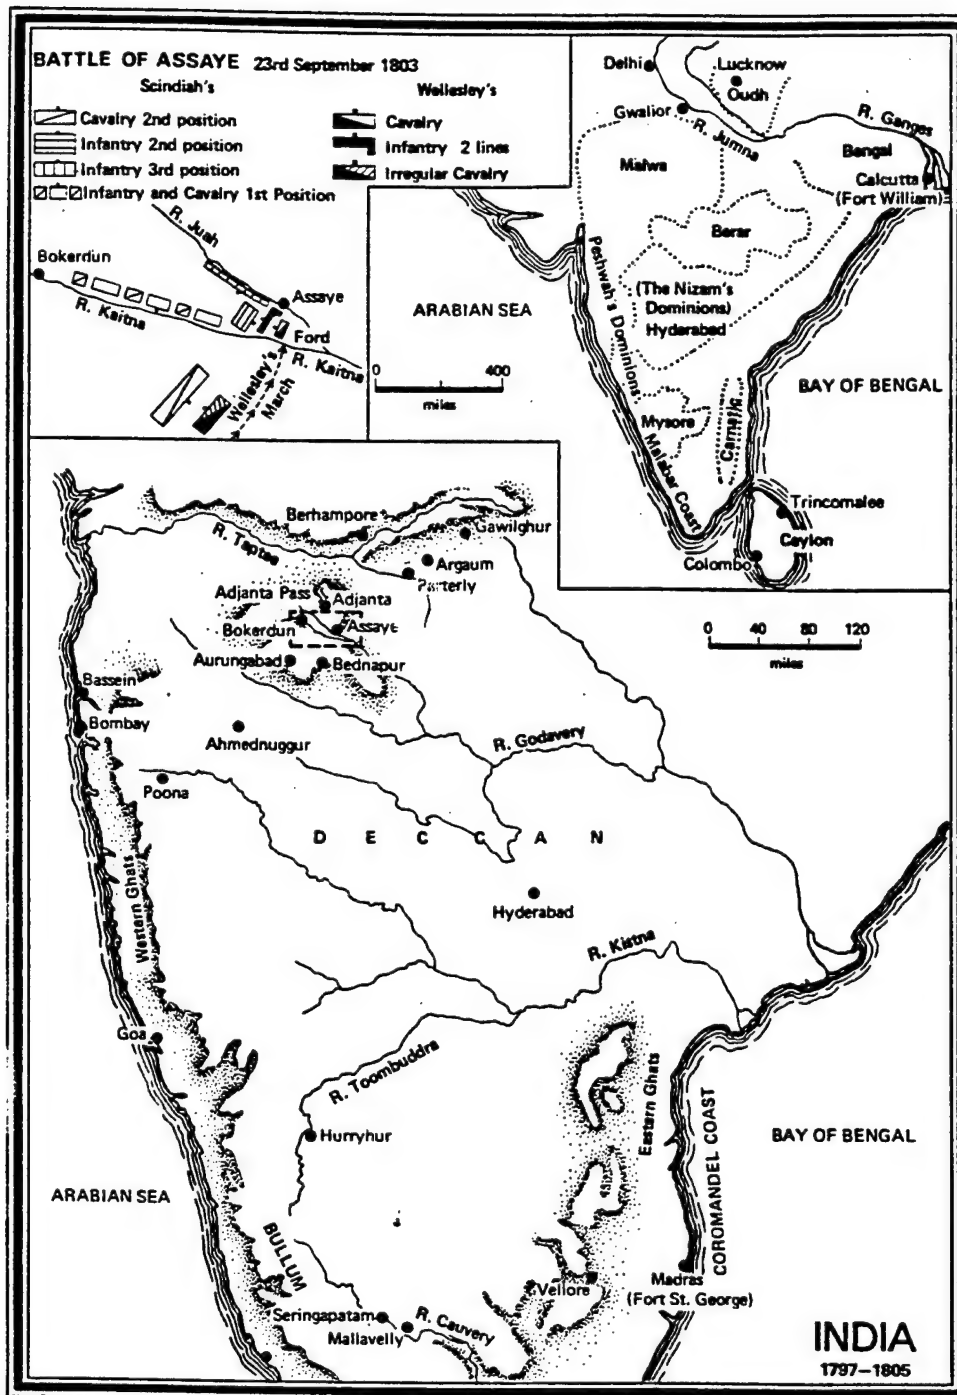 BATTLE OF ASSAYE 23rd September 1803
Scindiah's
Cavalry 2nd position
Infantry 2nd position
Infantry 3rd position
Infantry and Cavalry 1st Position
Wellesley's
Cavalry
Infantry 2 lines
Irregular Cavalry
R. Juah
Bokerdun
Assaye
R. Kaitna
Ford
R. Kaitna
Wellesley's
March
Delhi
Lucknow
Oudh
Gwalior
R. Jumna
R. Ganges
Malwa
Bengal
Calcutta
(Fort William)
Berar
Peshwah's Dominions
(The Nizam's
Dominions)
Hyderabad
ARABIAN SEA
0 400
miles
BAY OF BENGAL
Mysore
Carnatic
Malabar Coast
Trincomalee
Ceylon
Colombo
Berhampore
Gawilghur
R. Taptee
Argaum
Adjanta Pass
Adjanta
Bokerdun
Assaye
Aurungabad
Bednapur
0 40 80 120
miles
Bassein
Bombay
Ahmednuggur
R. Godavery
Poona
DECCAN
Western Ghats
Hyderabad
R. Kistna
Goa
R. Toombuddra
Eastern Ghats
COROMANDEL COAST
Hurryhur
BAY OF BENGAL
ARABIAN SEA
BULLUM
Vellore
Madras
(Fort St. George)
Seringapatam
Mallavelly
R. Cauvery
INDIA
1797–1805